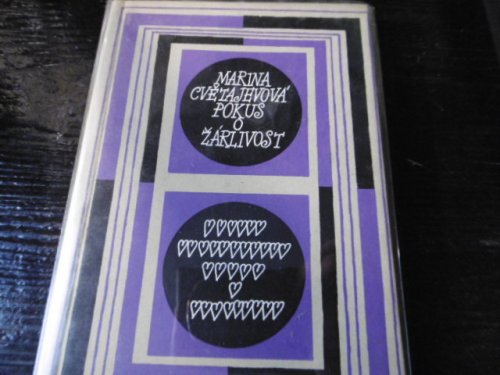 MARINA
CVĚTAJEVOVÁ
POKUS
O
ŽÁRLIVOST